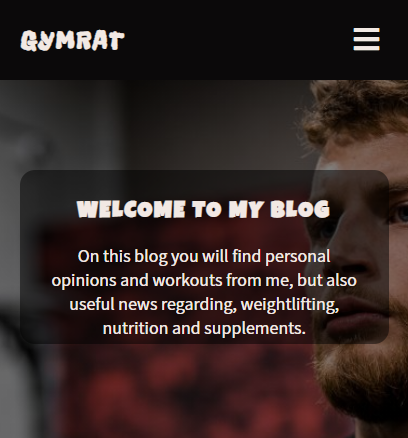 GYMRAT
WELCOME TO MY BLOG
On this blog you will find personal
opinions and workouts from me, but also
useful news regarding, weightlifting,
nutrition and supplements.